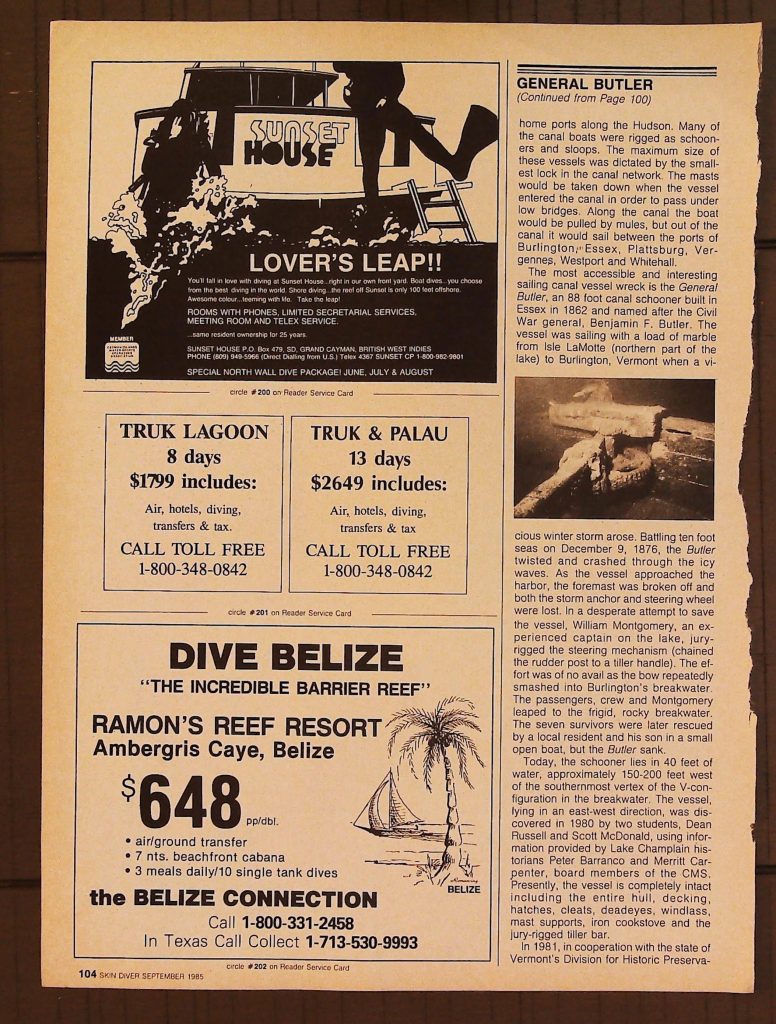 SUNSET
HOUSE
LOVER'S LEAP!!
You'll fall in love with diving at Sunset House...right in our own front yard. Boat dives...you choose
from the best diving in the world. Shore diving...the reef off Sunset is only 100 feet offshore.
Awesome colour...teeming with life. Take the leap!
ROOMS WITH PHONES, LIMITED SECRETARIAL SERVICES,
MEETING ROOM AND TELEX SERVICE.
...same resident ownership for 25 years.
MEMBER
SUNSET HOUSE P.O. Box 479, SD, GRAND CAYMAN, BRITISH WEST INDIES
PHONE (809) 949-5966 (Direct Dialling from U.S.) Telex 4367 SUNSET CP 1-800-982-9801
SPECIAL NORTH WALL DIVE PACKAGE! JUNE, JULY & AUGUST
circle #200 on Reader Service Card
TRUK LAGOON
8 days
$1799 includes:
Air, hotels, diving,
transfers & tax.
CALL TOLL FREE
1-800-348-0842
TRUK & PALAU
13 days
$2649 includes:
Air, hotels, diving,
transfers & tax
CALL TOLL FREE
1-800-348-0842
circle #201 on Reader Service Card
DIVE BELIZE
"THE INCREDIBLE BARRIER REEF"
RAMON'S REEF RESORT
Ambergris Caye, Belize
$648 pp/dbl.
• air/ground transfer
• 7 nts. beachfront cabana
• 3 meals daily/10 single tank dives
BELIZE
the BELIZE CONNECTION
Call 1-800-331-2458
In Texas Call Collect 1-713-530-9993
circle #202 on Reader Service Card
104 SKIN DIVER SEPTEMBER 1985
GENERAL BUTLER
(Continued from Page 100)
home ports along the Hudson. Many of
the canal boats were rigged as schoon-
ers and sloops. The maximum size of
these vessels was dictated by the small-
est lock in the canal network. The masts
would be taken down when the vessel
entered the canal in order to pass under
low bridges. Along the canal the boat
would be pulled by mules, but out of the
canal it would sail between the ports of
Burlington, Essex, Plattsburg, Ver-
gennes, Westport and Whitehall.
The most accessible and interesting
sailing canal vessel wreck is the General
Butler, an 88 foot canal schooner built in
Essex in 1862 and named after the Civil
War general, Benjamin F. Butler. The
vessel was sailing with a load of marble
from Isle LaMotte (northern part of the
lake) to Burlington, Vermont when a vi-
cious winter storm arose. Battling ten foot
seas on December 9, 1876, the Butler
twisted and crashed through the icy
waves. As the vessel approached the
harbor, the foremast was broken off and
both the storm anchor and steering wheel
were lost. In a desperate attempt to save
the vessel, William Montgomery, an ex-
perienced captain on the lake, jury-
rigged the steering mechanism (chained
the rudder post to a tiller handle). The ef-
fort was of no avail as the bow repeatedly
smashed into Burlington's breakwater.
The passengers, crew and Montgomery
leaped to the frigid, rocky breakwater.
The seven survivors were later rescued
by a local resident and his son in a small
open boat, but the Butler sank.
Today, the schooner lies in 40 feet of
water, approximately 150-200 feet west
of the southernmost vertex of the V-con-
figuration in the breakwater. The vessel,
lying in an east-west direction, was dis-
covered in 1980 by two students, Dean
Russell and Scott McDonald, using infor-
mation provided by Lake Champlain his-
torians Peter Barranco and Merritt Car-
penter, board members of the CMS.
Presently, the vessel is completely intact
including the entire hull, decking,
hatches, cleats, deadeyes, windlass,
mast supports, iron cookstove and the
jury-rigged tiller bar.
In 1981, in cooperation with the state of
Vermont's Division for Historic Preserva-